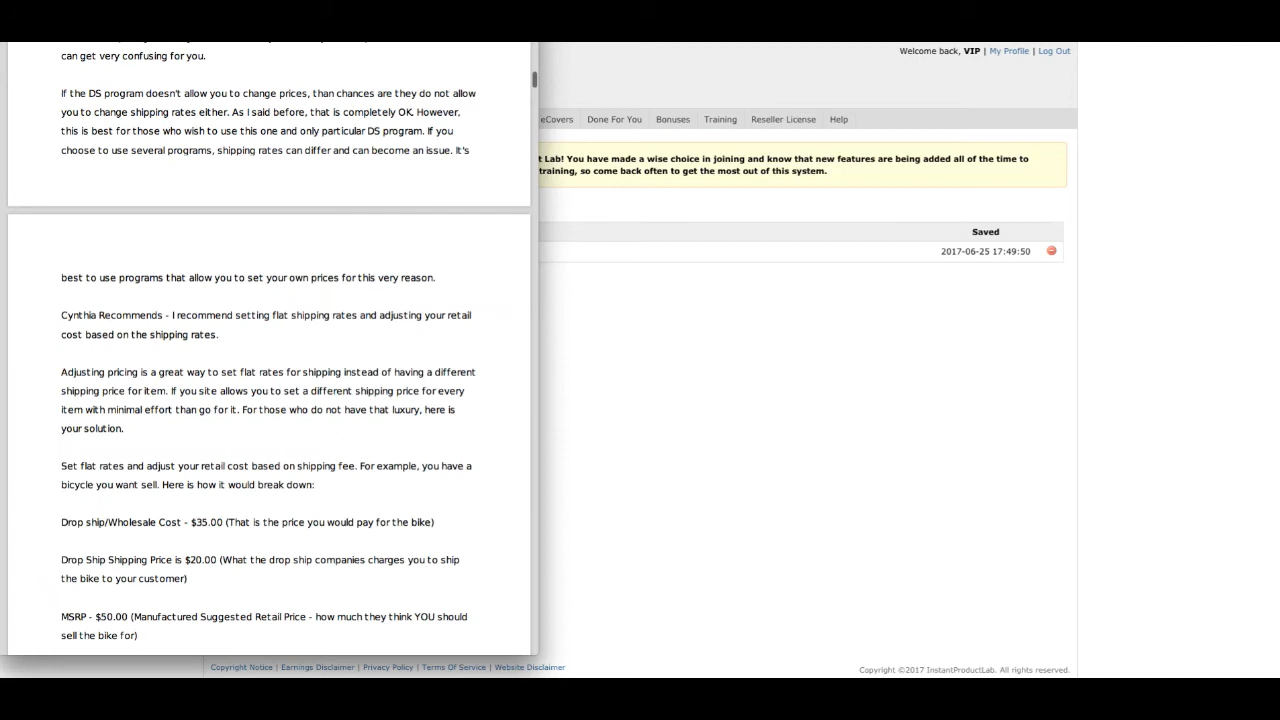 can get very confusing for you.
If the DS program doesn't allow you to change prices, than chances are they do not allow
you to change shipping rates either. As I said before, that is completely OK. However,
this is best for those who wish to use this one and only particular DS program. If you
choose to use several programs, shipping rates can differ and can become an issue. It's
best to use programs that allow you to set your own prices for this very reason.
Cynthia Recommends - I recommend setting flat shipping rates and adjusting your retail
cost based on the shipping rates.
Adjusting pricing is a great way to set flat rates for shipping instead of having a different
shipping price for item. If you site allows you to set a different shipping price for every
item with minimal effort than go for it. For those who do not have that luxury, here is
your solution.
Set flat rates and adjust your retail cost based on shipping fee. For example, you have a
bicycle you want sell. Here is how it would break down:
Drop ship/Wholesale Cost - $35.00 (That is the price you would pay for the bike)
Drop Ship Shipping Price is $20.00 (What the drop ship companies charges you to ship
the bike to your customer)
MSRP - $50.00 (Manufactured Suggested Retail Price - how much they think YOU should
sell the bike for)
Welcome back, VIP | My Profile | Log Out
eCovers Done For You Bonuses Training Reseller License Help
t Lab! You have made a wise choice in joining and know that new features are being added all of the time to
training, so come back often to get the most out of this system.
Saved
2017-06-25 17:49:50
Copyright Notice | Earnings Disclaimer | Privacy Policy | Terms Of Service | Website Disclaimer
Copyright ©2017 InstantProductLab. All rights reserved.